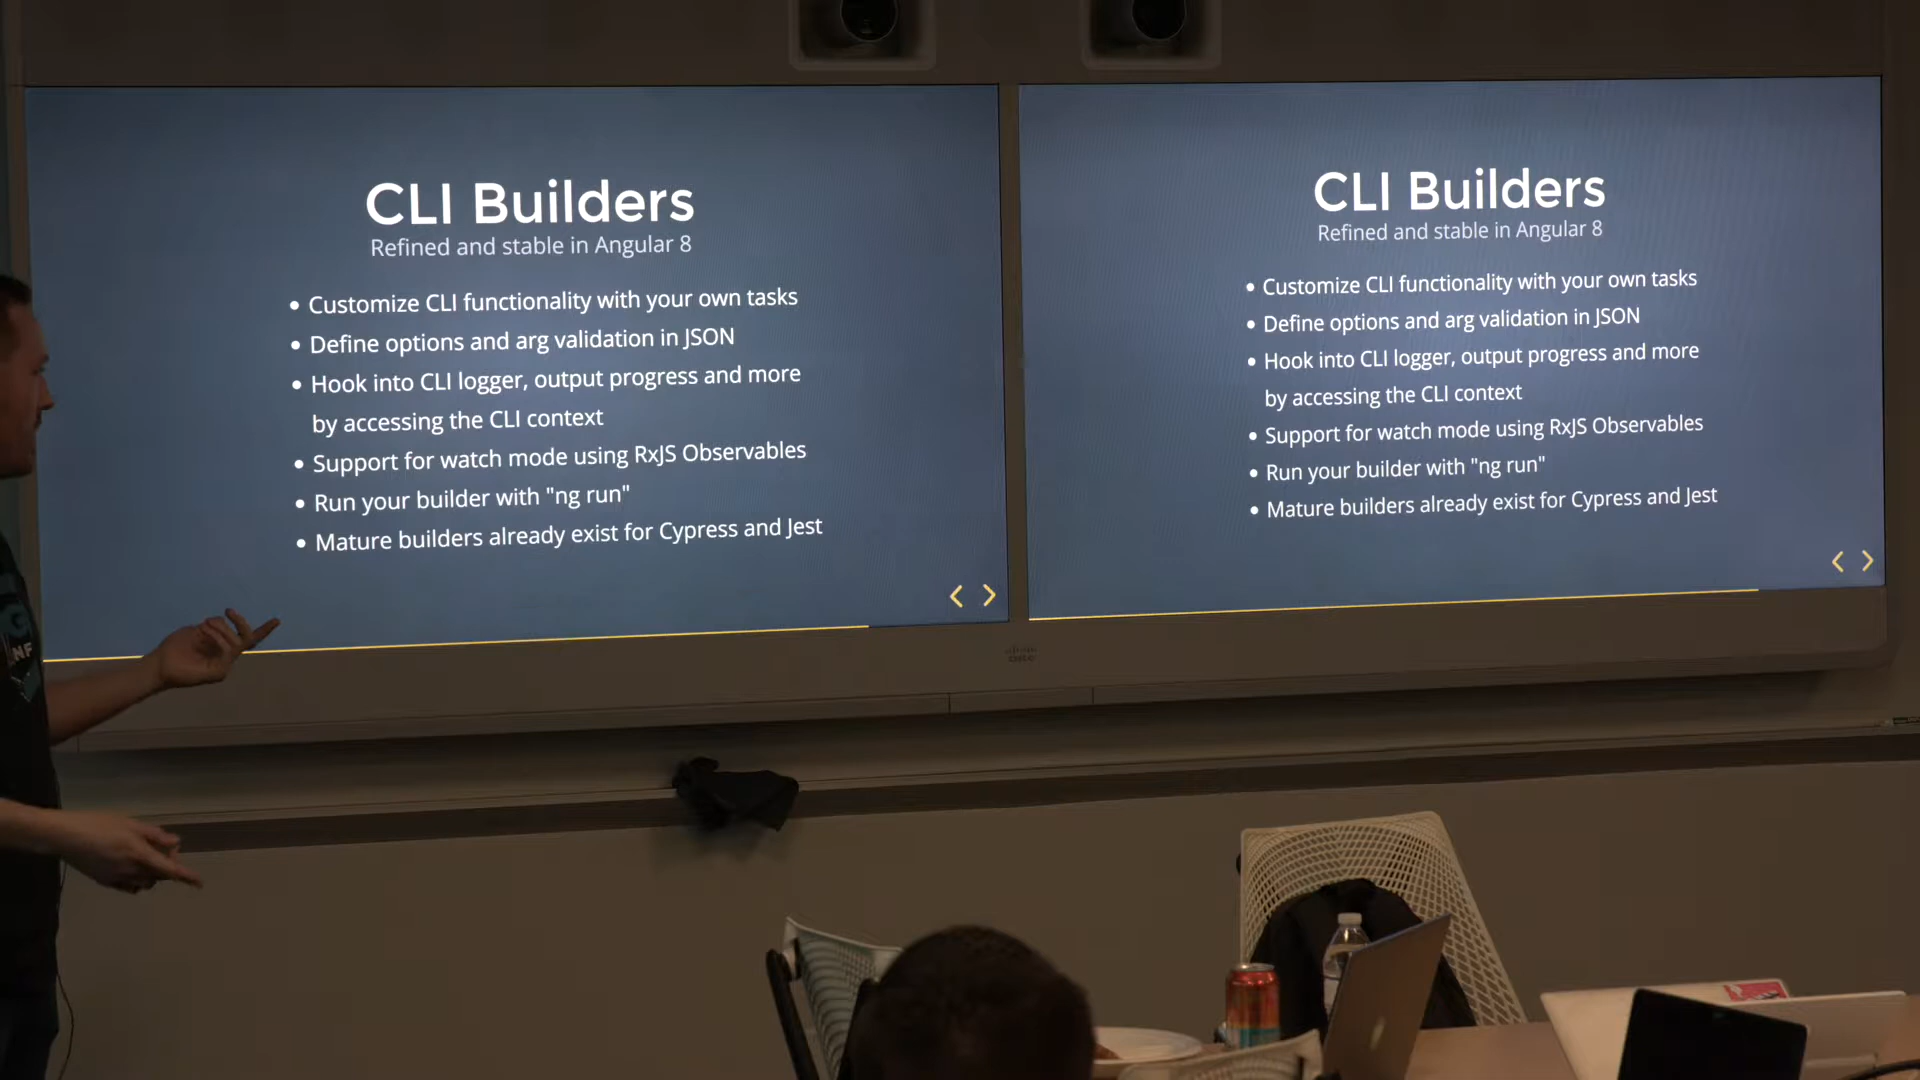 CLI Builders
Refined and stable in Angular 8
• Customize CLI functionality with your own tasks
• Define options and arg validation in JSON
• Hook into CLI logger, output progress and more
by accessing the CLI context
• Support for watch mode using RxJS Observables
• Run your builder with "ng run"
• Mature builders already exist for Cypress and Jest
CLI Builders
Refined and stable in Angular 8
• Customize CLI functionality with your own tasks
• Define options and arg validation in JSON
• Hook into CLI logger, output progress and more
by accessing the CLI context
• Support for watch mode using RxJS Observables
• Run your builder with "ng run"
• Mature builders already exist for Cypress and Jest
CISCO
NF